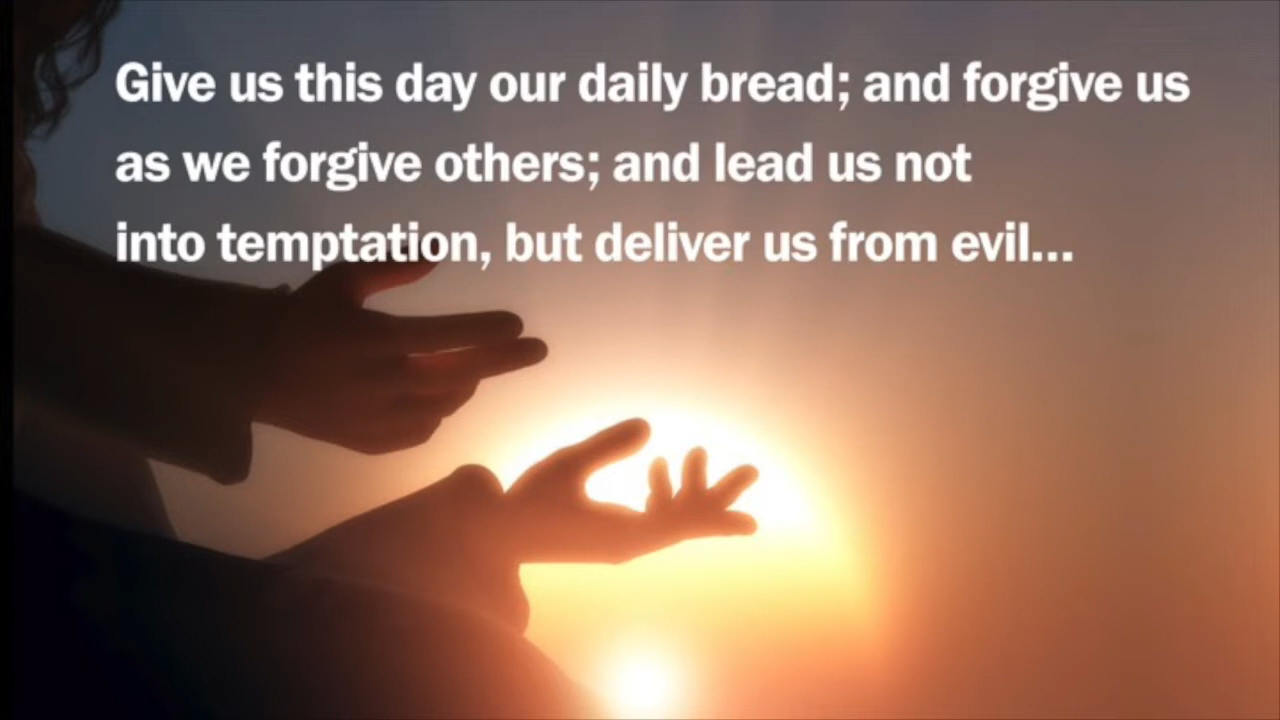 Give us this day our daily bread; and forgive us
as we forgive others; and lead us not
into temptation, but deliver us from evil...